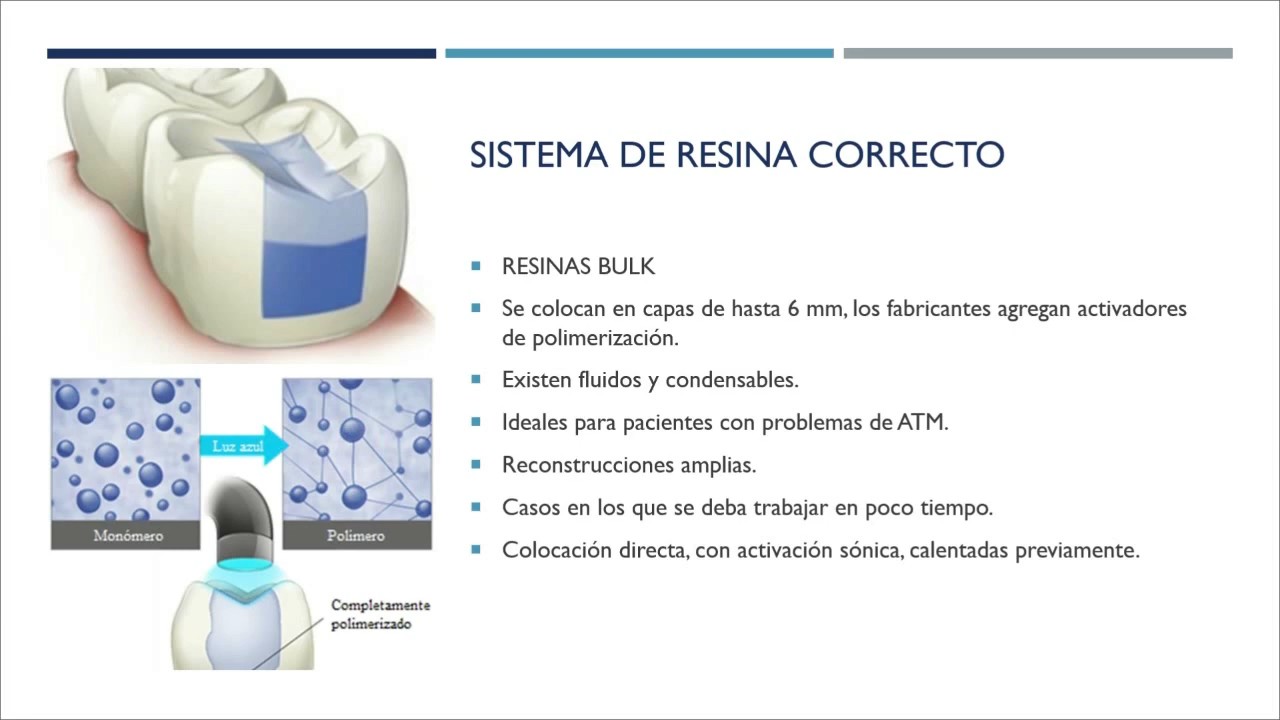 SISTEMA DE RESINA CORRECTO
RESINAS BULK
Se colocan en capas de hasta 6 mm, los fabricantes agregan activadores
de polimerización.
Existen fluidos y condensables.
Ideales para pacientes con problemas de ATM.
Reconstrucciones amplias.
Casos en los que se deba trabajar en poco tiempo.
Colocación directa, con activación sónica, calentadas previamente.
Luz azul
Monómero
Polimero
Completamente
polimerizado